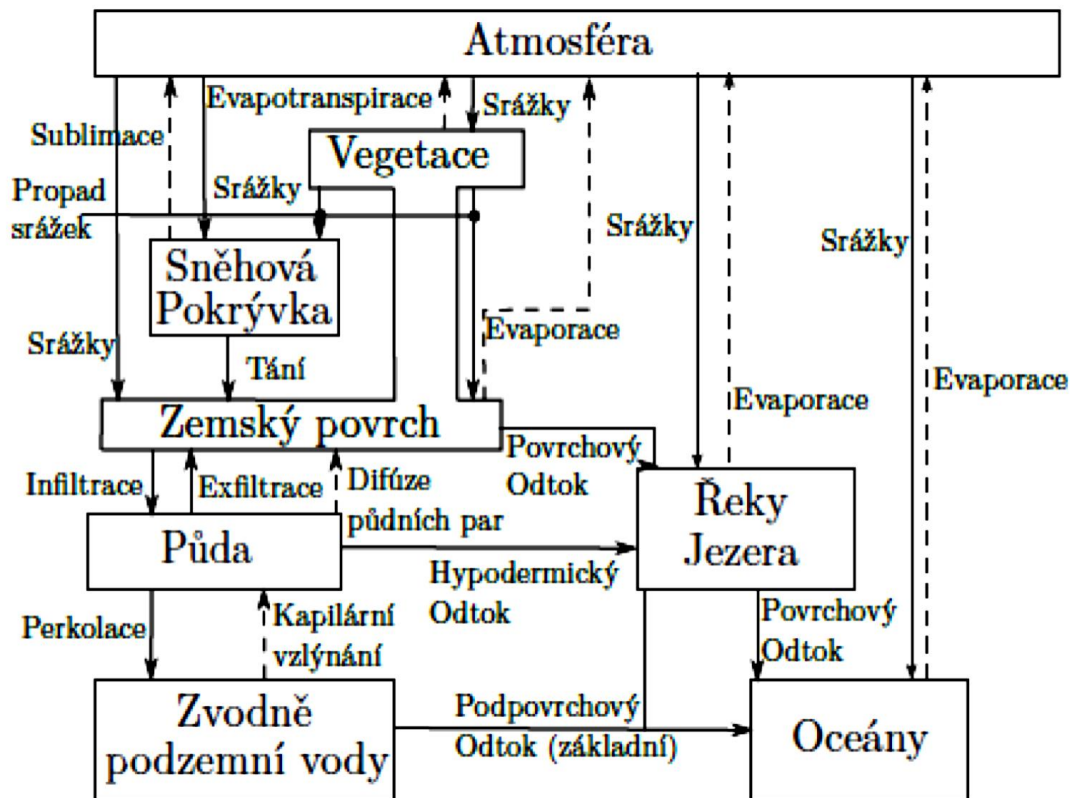 Atmosféra
Evapotranspirace
Srážky
Sublimace
Vegetace
Propad
srážek
Srážky
Srážky
Srážky
Sněhová
Pokrývka
Evaporace
Srážky
Tání
Evaporace
Evaporace
Zemský povrch
Povrchový
Odtok
Infiltrace
Exfiltrace
Difúze
půdních par
Řeky
Jezera
Půda
Hypodermický
Odtok
Perkolace
Kapilární
vzlýnání
Povrchový
Odtok
Zvodně
podzemní vody
Podpovrchový
Odtok (základní)
Oceány